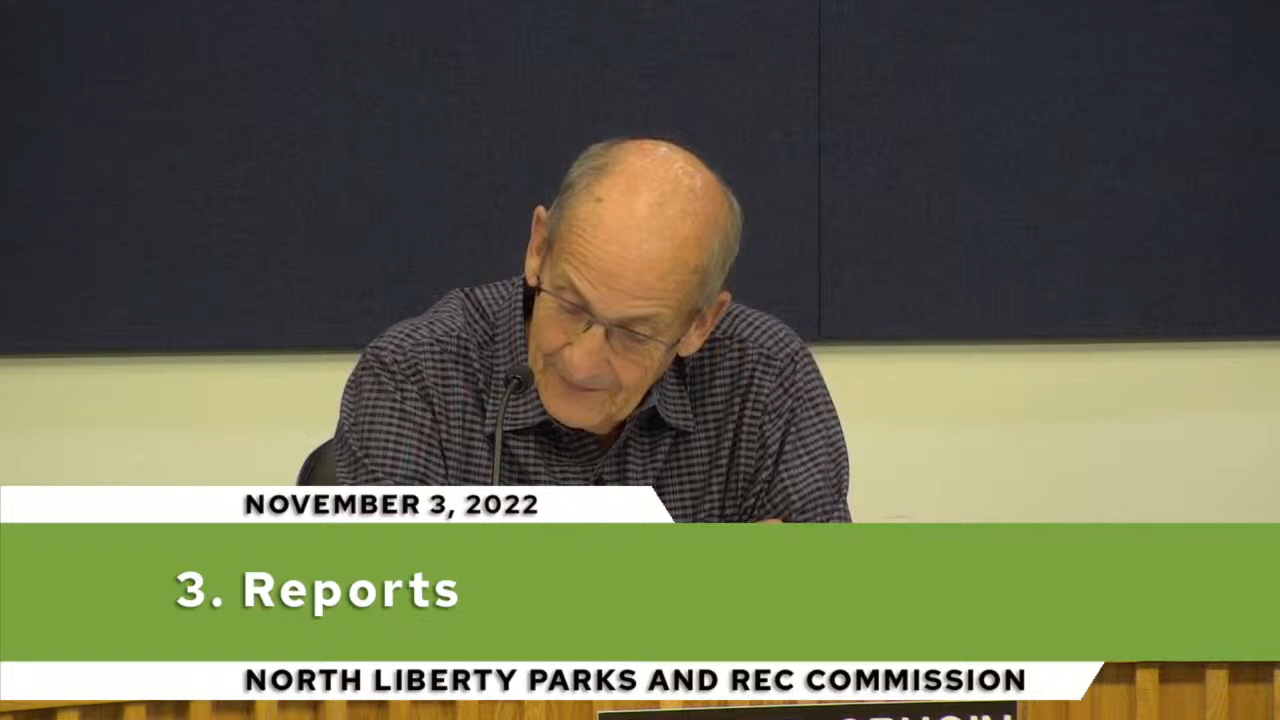 NOVEMBER 3, 2022
3. Reports
NORTH LIBERTY PARKS AND REC COMMISSION